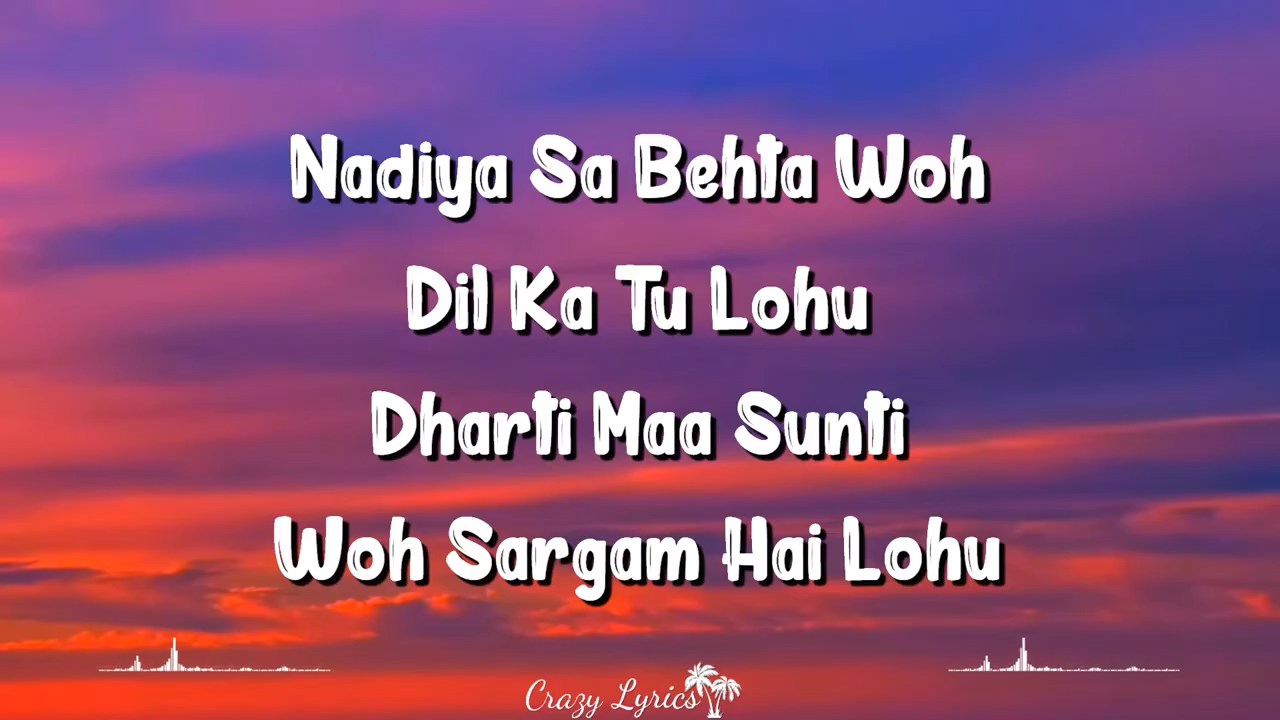 Nadiya Sa Behta Woh
Dil Ka Tu Lohu
Dharti Maa Sunti
Woh Sargam Hai Lohu
Crazy Lyrics